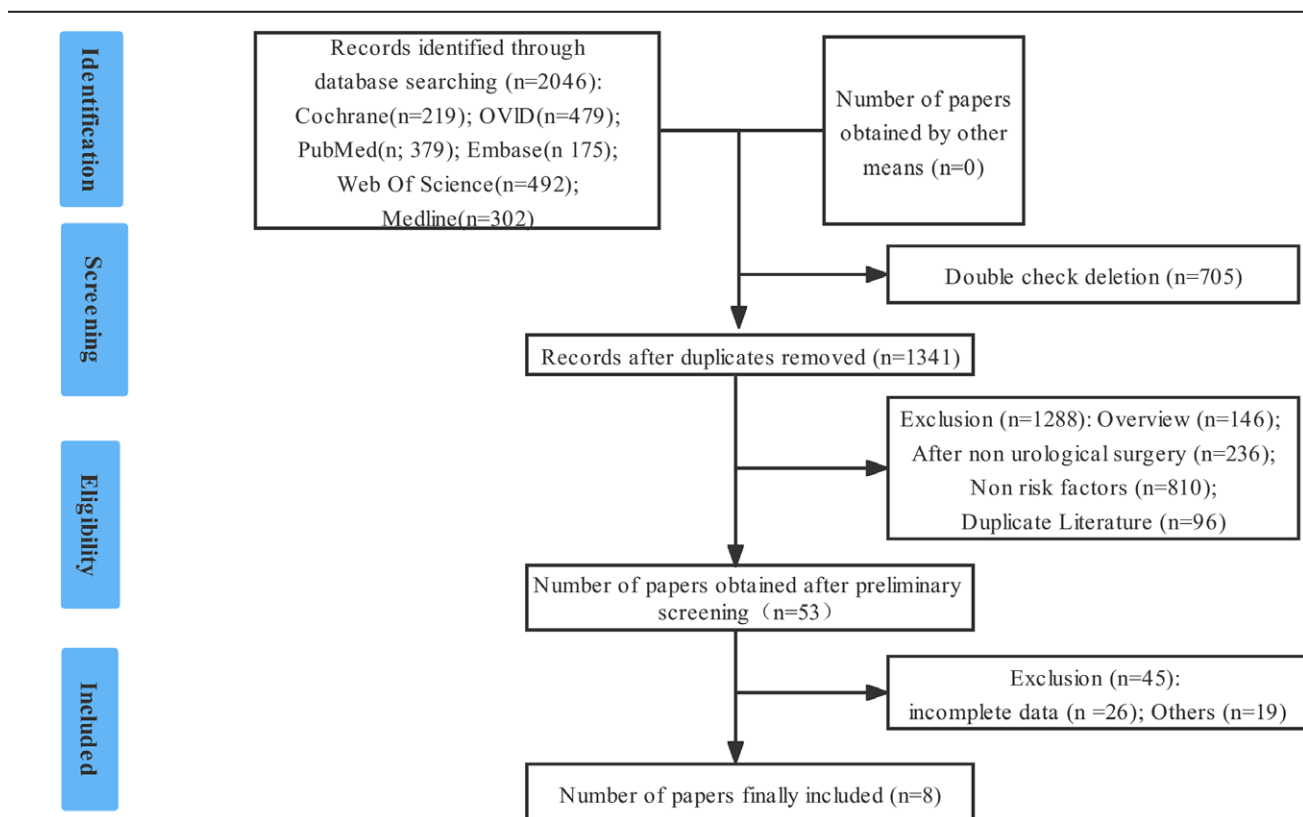 Identification
Records identified through
database searching (n=2046):
Cochrane(n=219); OVID(n=479);
PubMed(n; 379); Embase(n 175);
Web Of Science(n=492);
Medline(n=302)
Number of papers
obtained by other
means (n=0)
Screening
Double check deletion (n=705)
Records after duplicates removed (n=1341)
Eligibility
Exclusion (n=1288): Overview (n=146);
After non urological surgery (n=236);
Non risk factors (n=810);
Duplicate Literature (n=96)
Number of papers obtained after preliminary
screening（n=53）
Included
Exclusion (n=45):
incomplete data (n =26); Others (n=19)
Number of papers finally included (n=8)